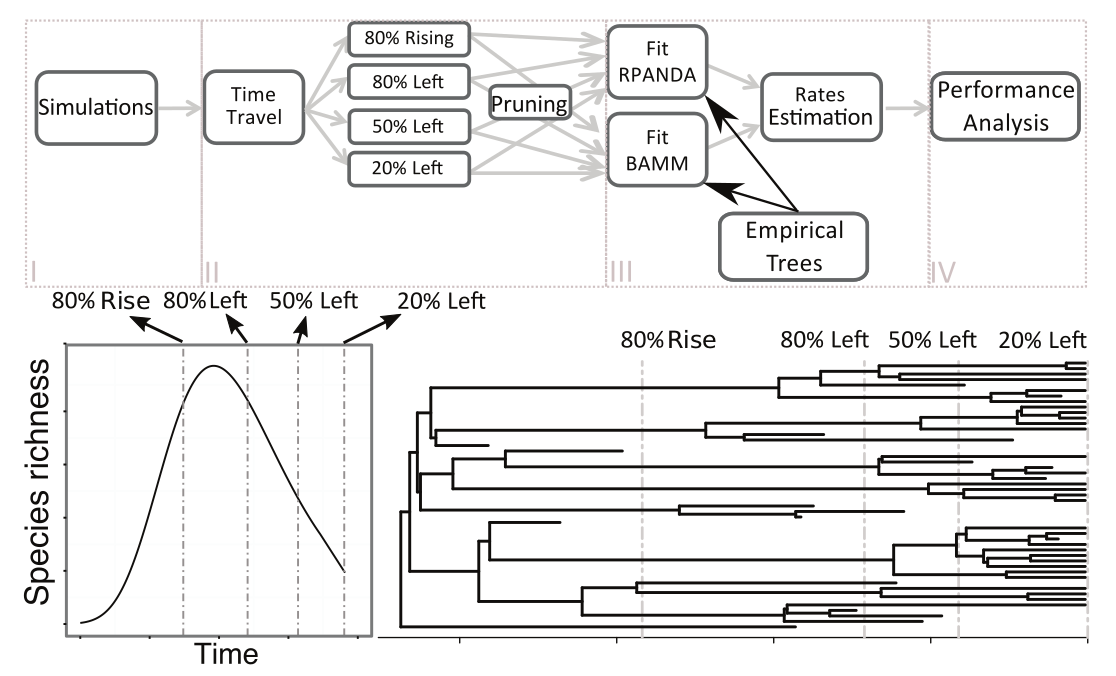 Simulations
Time
Travel
80% Rising
80% Left
50% Left
20% Left
Pruning
Fit
RPANDA
Fit
BAMM
Rates
Estimation
Performance
Analysis
Empirical
Trees
I
II
III
IV
80% Rise
80% Left
50% Left
20% Left
Species richness
Time
80% Rise
80% Left
50% Left
20% Left